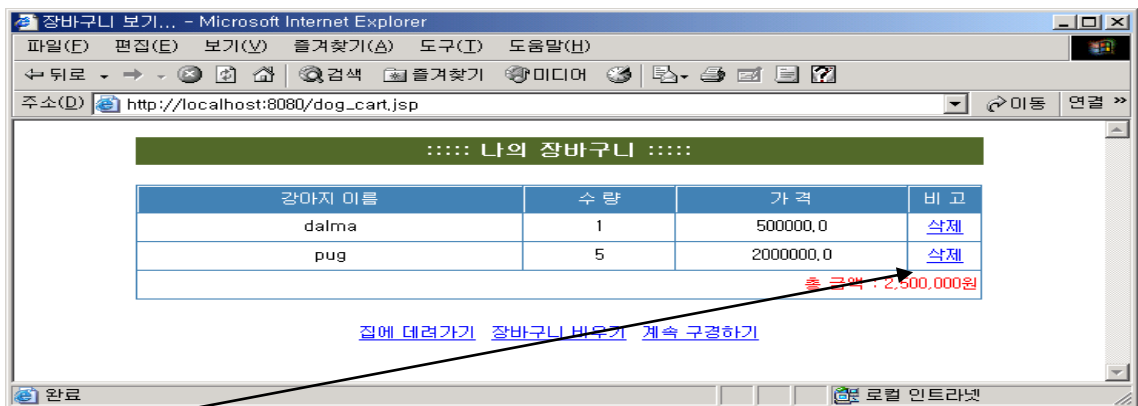 장바구니 보기... - Microsoft Internet Explorer
파일(F) 편집(E) 보기(V) 즐겨찾기(A) 도구(T) 도움말(H)
뒤로 검색 즐겨찾기 미디어
주소(D) http://localhost:8080/dog_cart.jsp 이동 연결 »
::::: 나의 장바구니 :::::
강아지 이름 수 량 가 격 비 고
dalma 1 500000.0 삭제
pug 5 2000000.0 삭제
총 금액 : 2,500,000원
집에 데려가기 장바구니 비우기 계속 구경하기
완료 로컬 인트라넷